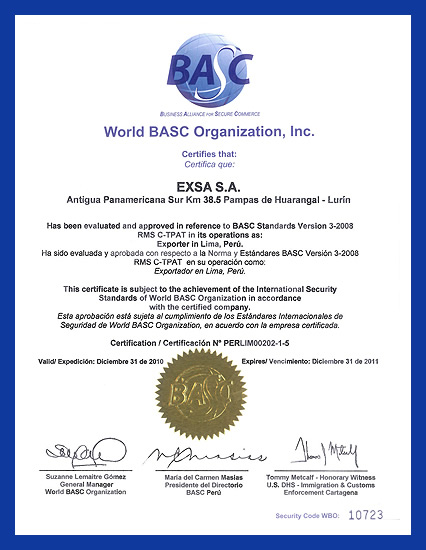 BASC
BUSINESS ALLIANCE FOR SECURE COMMERCE
World BASC Organization, Inc.
Certifies that:
Certifica que:
EXSA S.A.
Antigua Panamericana Sur Km 38.5 Pampas de Huarangal - Lurín
Has been evaluated and approved in reference to BASC Standards Version 3-2008
RMS C-TPAT in its operations as:
Exporter in Lima, Perú.
Ha sido evaluada y aprobada con respecto a la Norma y Estándares BASC Versión 3-2008
RMS C-TPAT en su operación como:
Exportador en Lima, Perú.
This certificate is subject to the achievement of the International Security
Standards of World BASC Organization in accordance
with the certified company.
Esta aprobación está sujeta al cumplimiento de los Estándares Internacionales de
Seguridad de World BASC Organization, en acuerdo con la empresa certificada.
Certification / Certificación Nº PERLIM00202-1-5
Valid/ Expedición: Diciembre 31 de 2010 Expires/ Vencimiento: Diciembre 31 de 2011
BASC
Suzanne Lemaitre Gómez
General Manager
World BASC Organization
María del Carmen Masías
Presidente del Directorio
BASC Perú
Tommy Metcalf - Honorary Witness
U.S. DHS - Immigration & Customs
Enforcement Cartagena
Security Code WBO: 10723